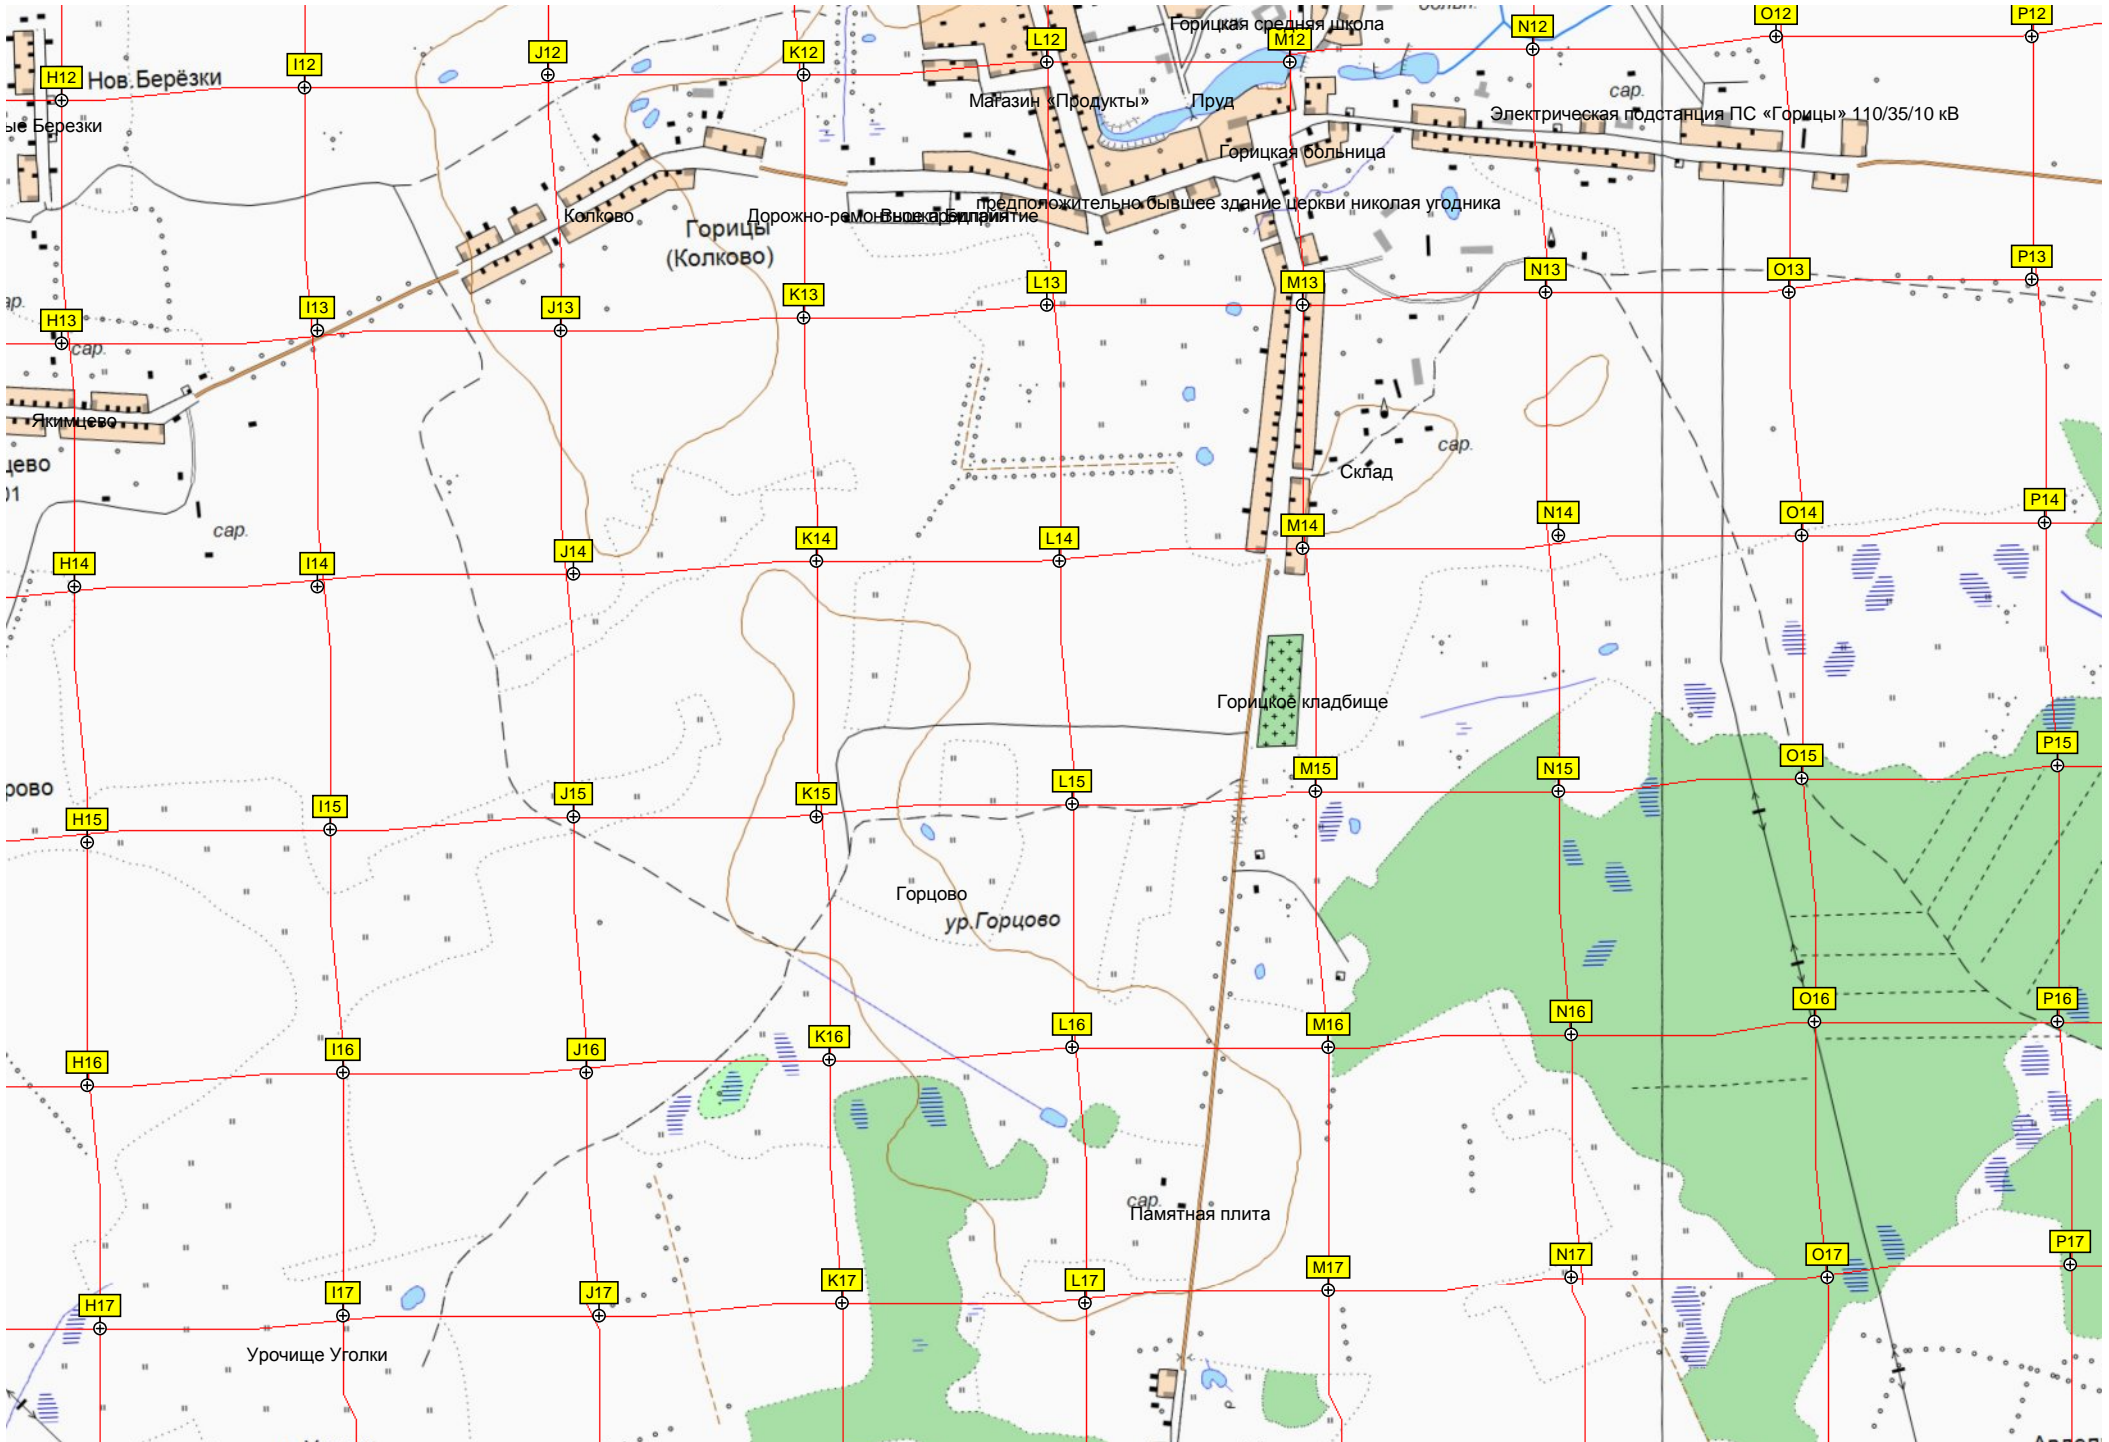 Горицкая средняя школа
H12
I12
J12
K12
L12
M12
N12
O12
P12
Нов.Берёзки
ые Березки
Магазин «Продукты»
Пруд
сар.
Электрическая подстанция ПС «Горицы» 110/35/10 кВ
Горицкая больница
Колково
предположительно бывшее здание церкви николая угодника
Горицы
(Колково)
H13
I13
J13
K13
L13
M13
N13
O13
P13
сар.
Якимцево
цево
01
сар.
сар.
Склад
H14
I14
J14
K14
L14
M14
N14
O14
P14
Горицкое кладбище
рово
H15
I15
J15
K15
L15
M15
N15
O15
P15
Горцово
ур.Горцово
H16
I16
J16
K16
L16
M16
N16
O16
P16
сар.
Памятная плита
H17
I17
J17
K17
L17
M17
N17
O17
P17
Урочище Уголки